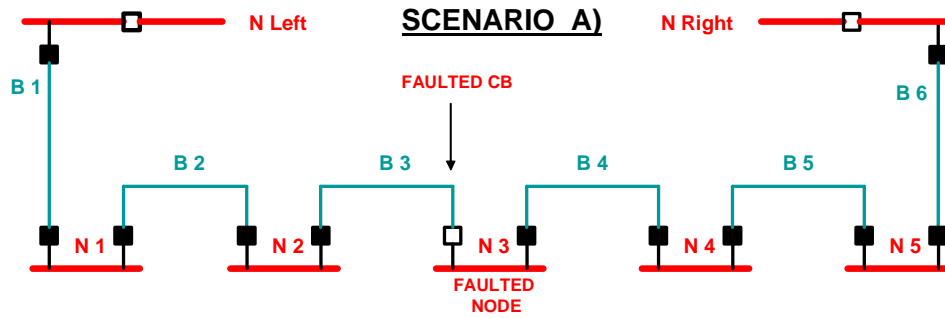 N Left
SCENARIO A)
N Right
FAULTED CB
B 1
B 6
B 2
B 3
B 4
B 5
N 1
N 2
N 3
N 4
N 5
FAULTED
NODE